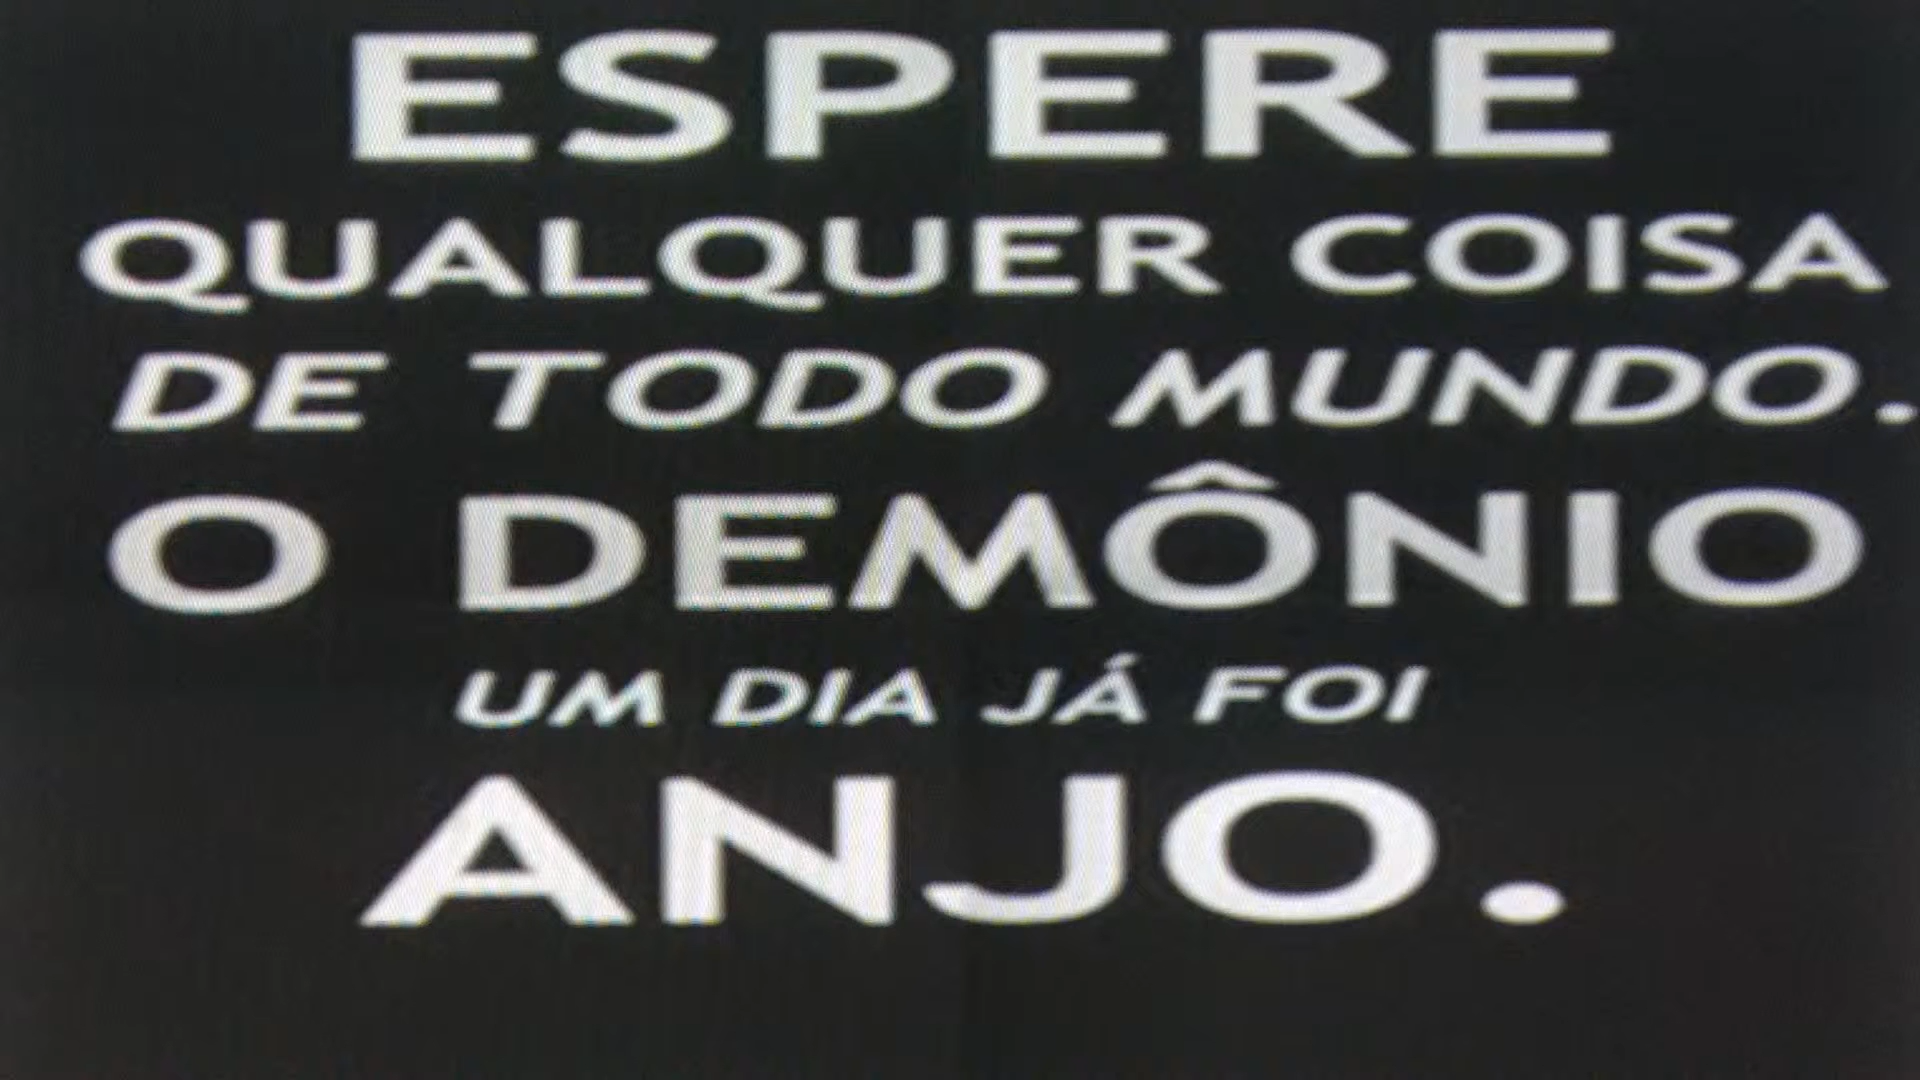 ESPERE
QUALQUER COISA
DE TODO MUNDO.
O DEMÔNIO
UM DIA JÁ FOI
ANJO.